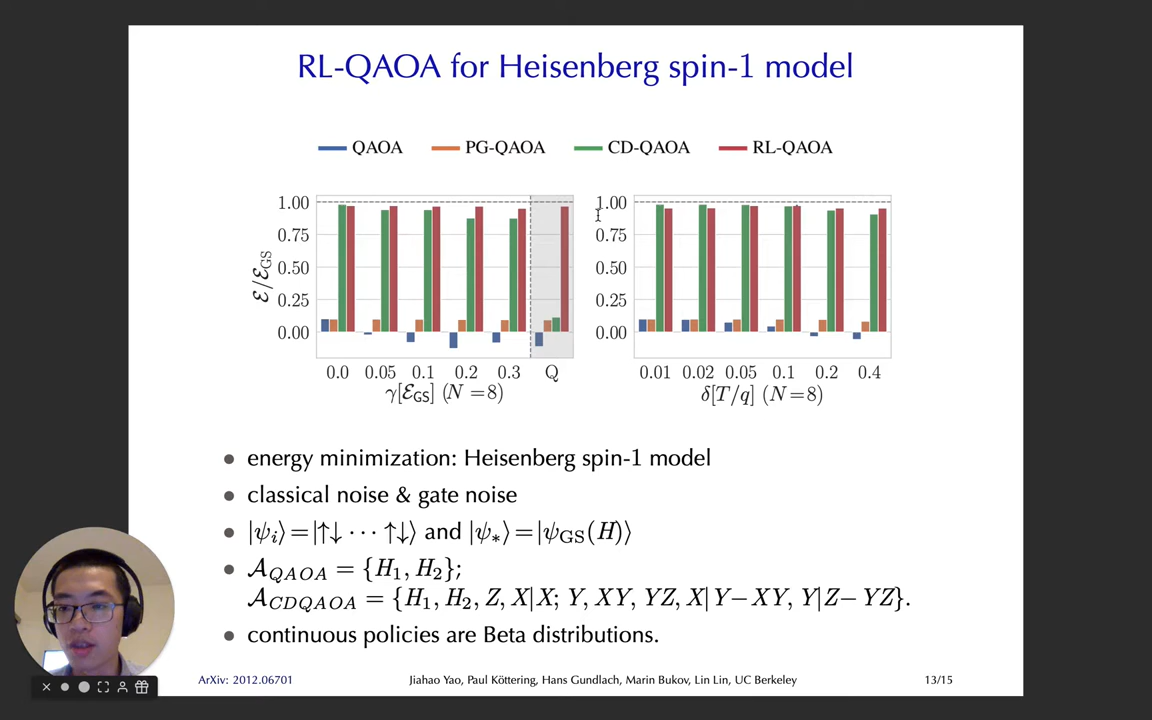 RL-QAOA for Heisenberg spin-1 model
QAOA PG-QAOA CD-QAOA RL-QAOA
1.00
0.75
0.50
0.25
0.00
ℰ/ℰ_GS
0.0 0.05 0.1 0.2 0.3 Q
γ[ℰ_GS] (N=8)
1.00
0.75
0.50
0.25
0.00
0.01 0.02 0.05 0.1 0.2 0.4
δ[T/q] (N=8)
• energy minimization: Heisenberg spin-1 model
• classical noise & gate noise
• |ψ_i⟩=|↑↓ ⋯ ↑↓⟩ and |ψ_*⟩=|ψ_GS(H)⟩
• 𝒜_QAOA = {H_1, H_2};
𝒜_CDQAOA = {H_1, H_2, Z, X|X; Y, XY, YZ, X|Y−XY, Y|Z−YZ}.
• continuous policies are Beta distributions.
ArXiv: 2012.06701 Jiahao Yao, Paul Köttering, Hans Gundlach, Marin Bukov, Lin Lin, UC Berkeley 13/15